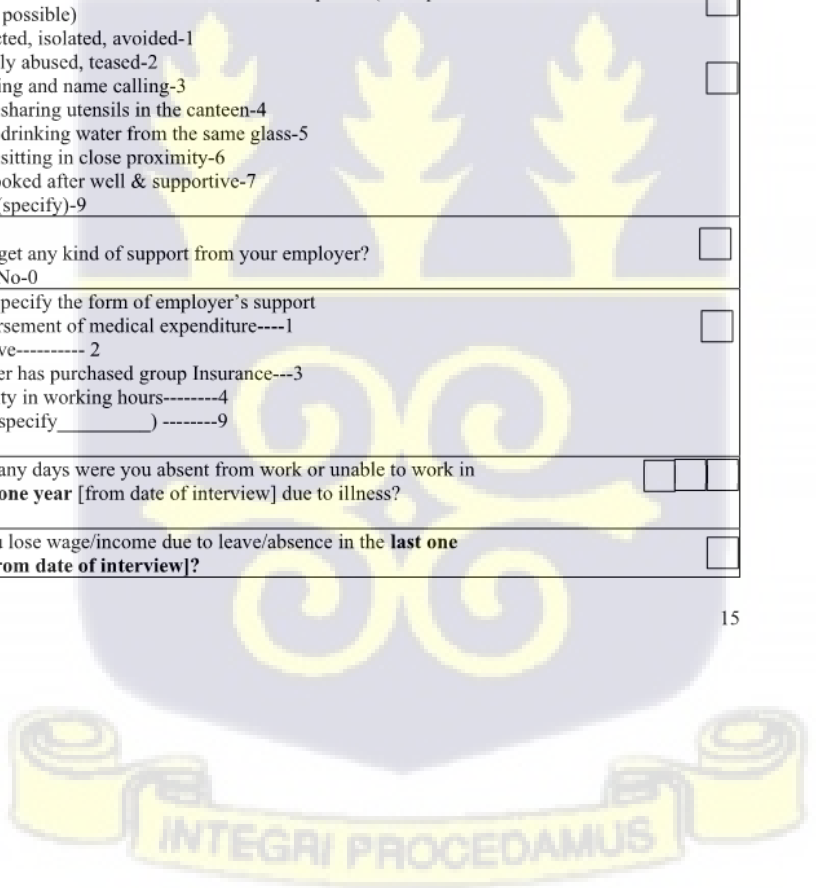 possible)
cted, isolated, avoided-1
ly abused, teased-2
ing and name calling-3
sharing utensils in the canteen-4
drinking water from the same glass-5
sitting in close proximity-6
ooked after well & supportive-7
(specify)-9
get any kind of support from your employer?
No-0
specify the form of employer's support
rsement of medical expenditure----1
ve---------- 2
er has purchased group Insurance---3
ty in working hours--------4
specify__________) --------9
any days were you absent from work or unable to work in
one year [from date of interview] due to illness?
u lose wage/income due to leave/absence in the last one
rom date of interview]?
15
INTEGRI PROCEDAMUS